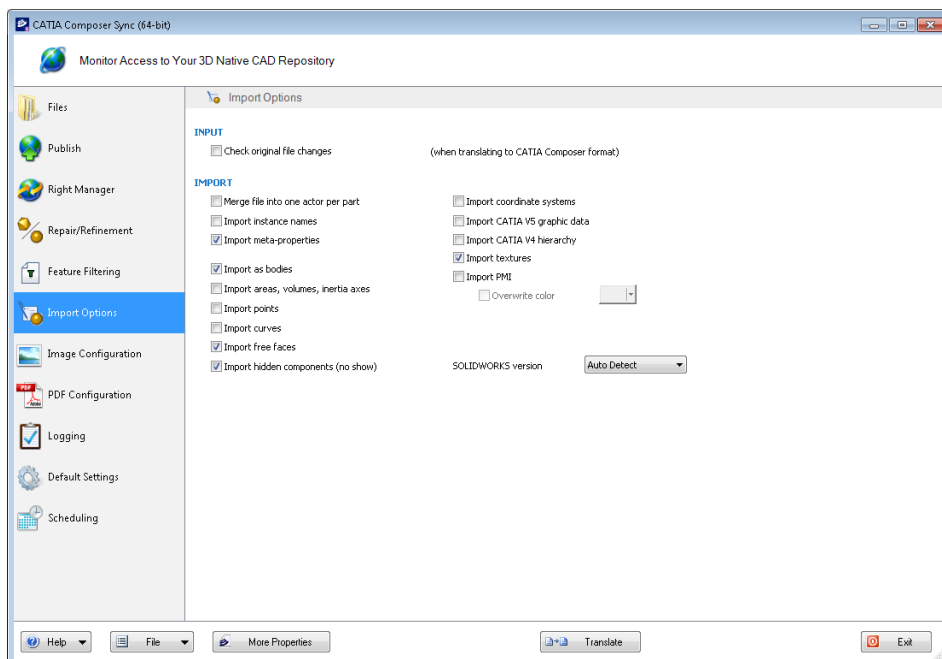 CATIA Composer Sync (64-bit)
Monitor Access to Your 3D Native CAD Repository
Files
Publish
Right Manager
Repair/Refinement
Feature Filtering
Import Options
Image Configuration
PDF Configuration
Logging
Default Settings
Scheduling
Import Options
INPUT
Check original file changes (when translating to CATIA Composer format)
IMPORT
Merge file into one actor per part
Import instance names
Import meta-properties
Import as bodies
Import areas, volumes, inertia axes
Import points
Import curves
Import free faces
Import hidden components (no show)
Import coordinate systems
Import CATIA V5 graphic data
Import CATIA V4 hierarchy
Import textures
Import PMI
Overwrite color
SOLIDWORKS version Auto Detect
Help File More Properties Translate Exit